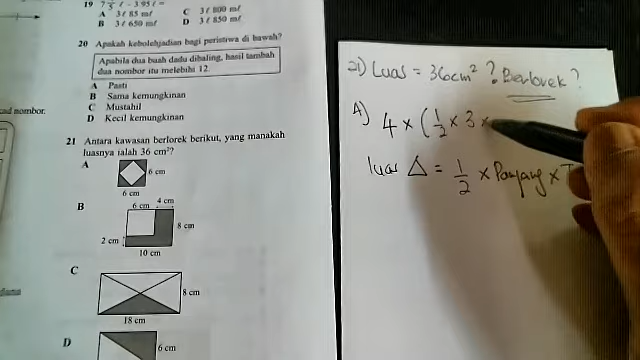 19 7 1/5 ℓ – 3.95 ℓ =
A 3 ℓ 85 mℓ C 3 ℓ 800 mℓ
B 3 ℓ 650 mℓ D 3 ℓ 850 mℓ
20 Apakah kebolehjadian bagi peristiwa di bawah?
Apabila dua buah dadu dibaling, hasil tambah
dua nombor itu melebihi 12.
A Pasti
B Sama kemungkinan
C Mustahil
D Kecil kemungkinan
21 Antara kawasan berlorek berikut, yang manakah
luasnya ialah 36 cm²?
A
6 cm
6 cm
B
6 cm 4 cm
8 cm
2 cm
10 cm
C
8 cm
18 cm
D
6 cm
nombor.
21) Luas = 36cm² ? Berlorek ?
A) 4 × ( 1/2 × 3 ×
luas △ = 1/2 × Panjang × T